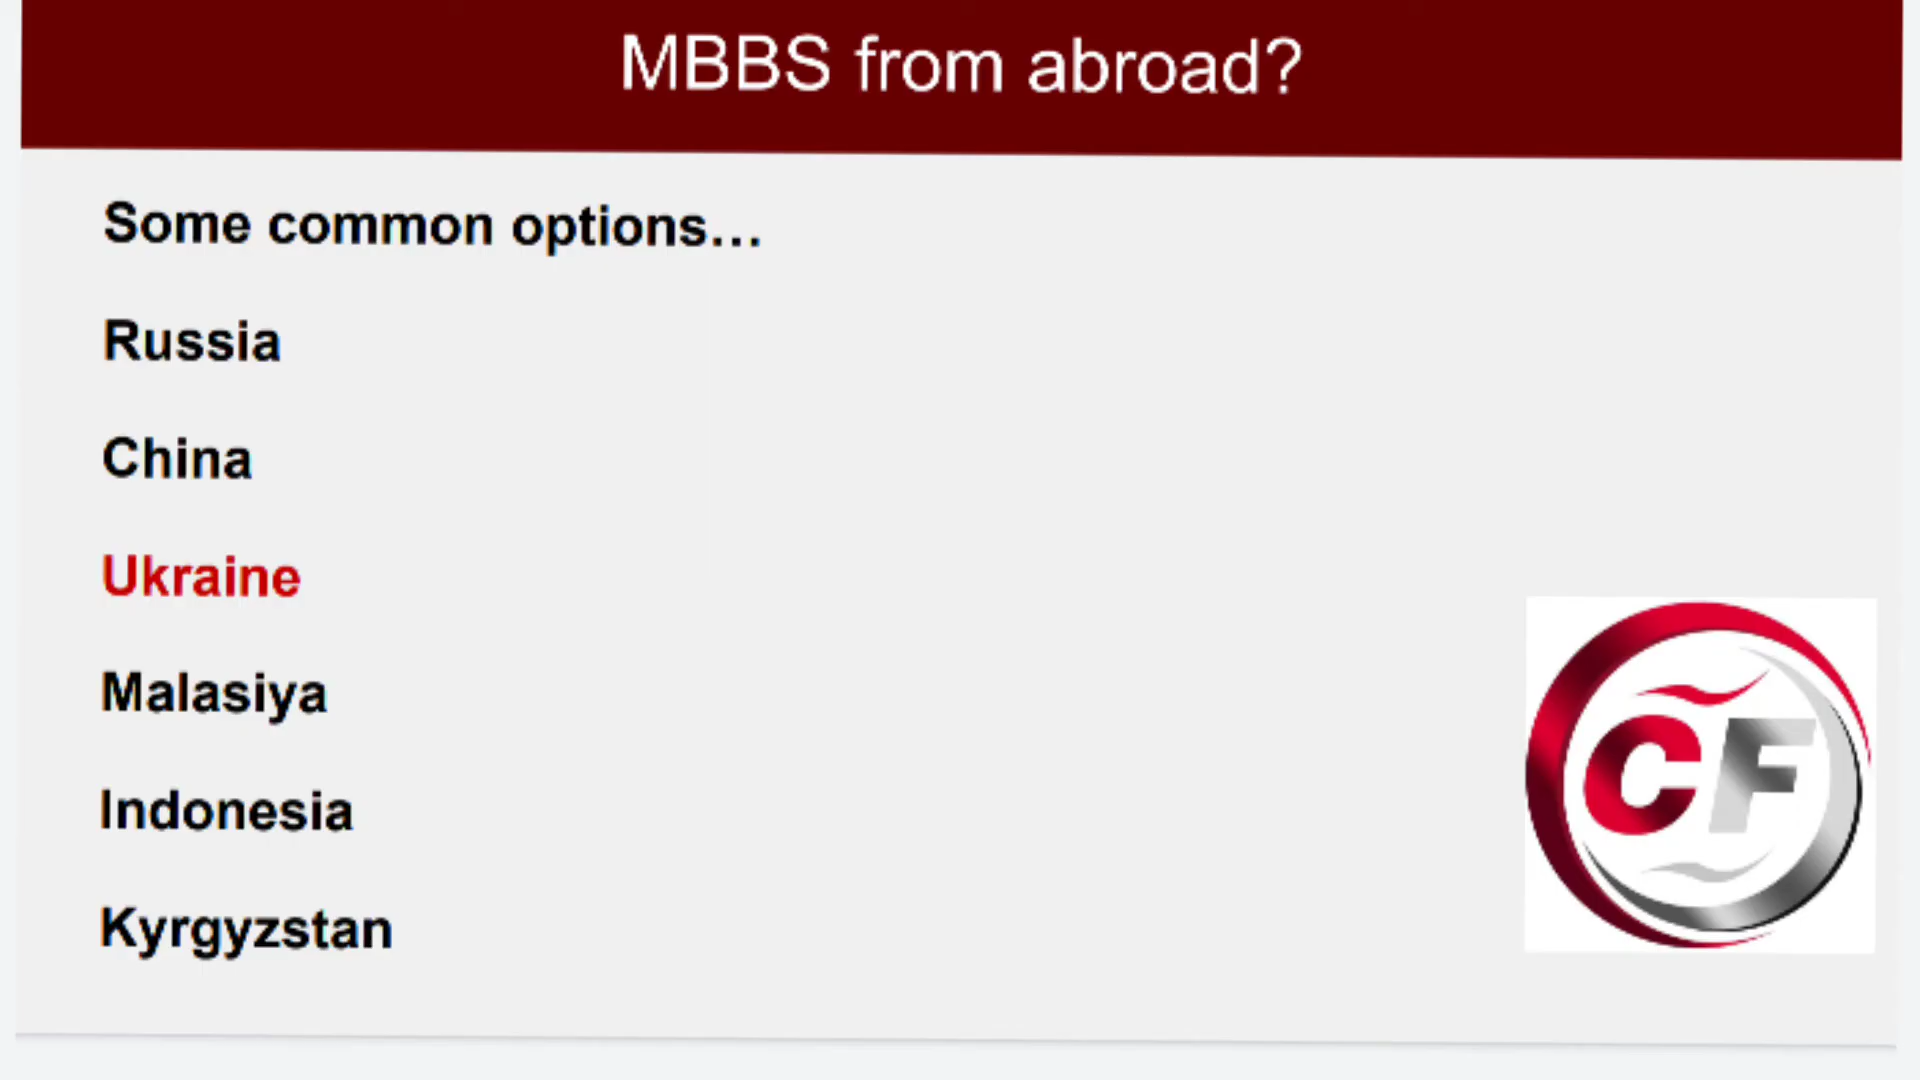 MBBS from abroad?
Some common options...
Russia
China
Ukraine
Malasiya
Indonesia
Kyrgyzstan
CF